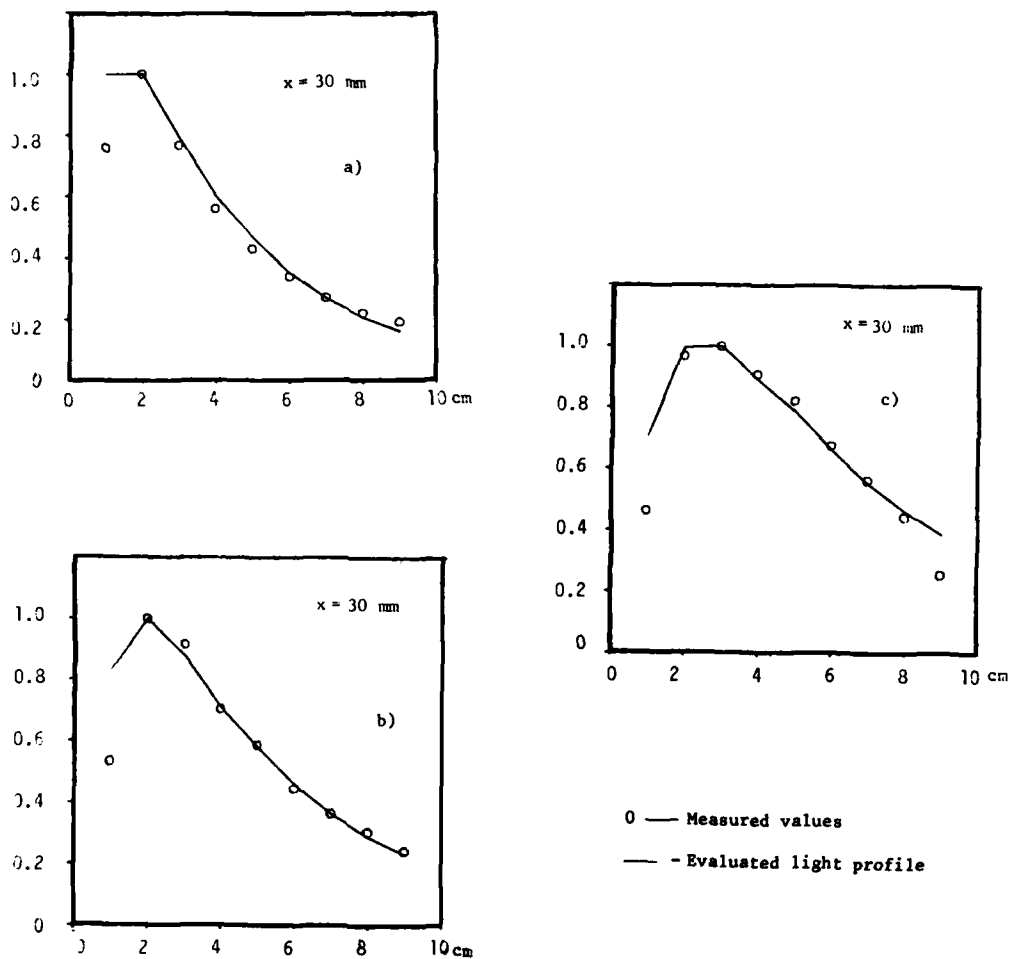 1.0
x = 30 mm
0.8
a)
0.6
0.4
0.2
0
0 2 4 6 8 10 cm
1.0
x = 30 mm
0.8
b)
0.6
0.4
0.2
0
0 2 4 6 8 10 cm
x = 30 mm
1.0
c)
0.8
0.6
0.4
0.2
0
0 2 4 6 8 10 cm
O — Measured values
— - Evaluated light profile